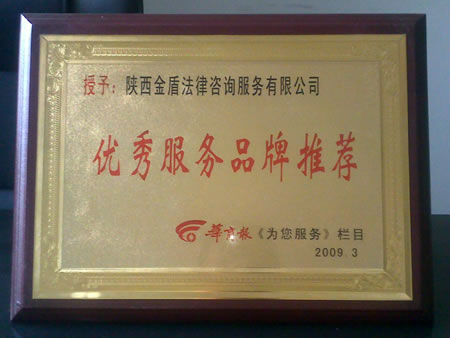 授予：陕西金盾法律咨询服务有限公司
优秀服务品牌推荐
華商报《为您服务》栏目
2009.3